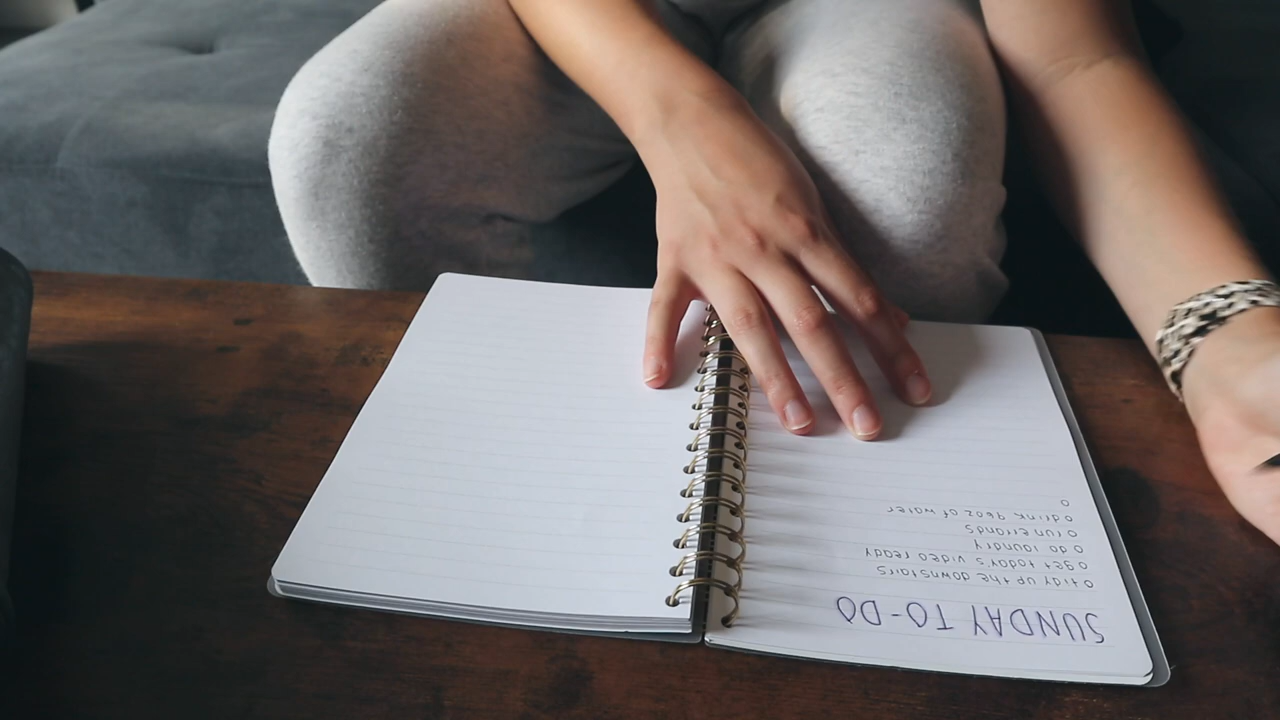 SUNDAY TO-DO
o tidy up the downstairs
o get today's video ready
o do laundry
o run errands
o drink 96oz of water
o